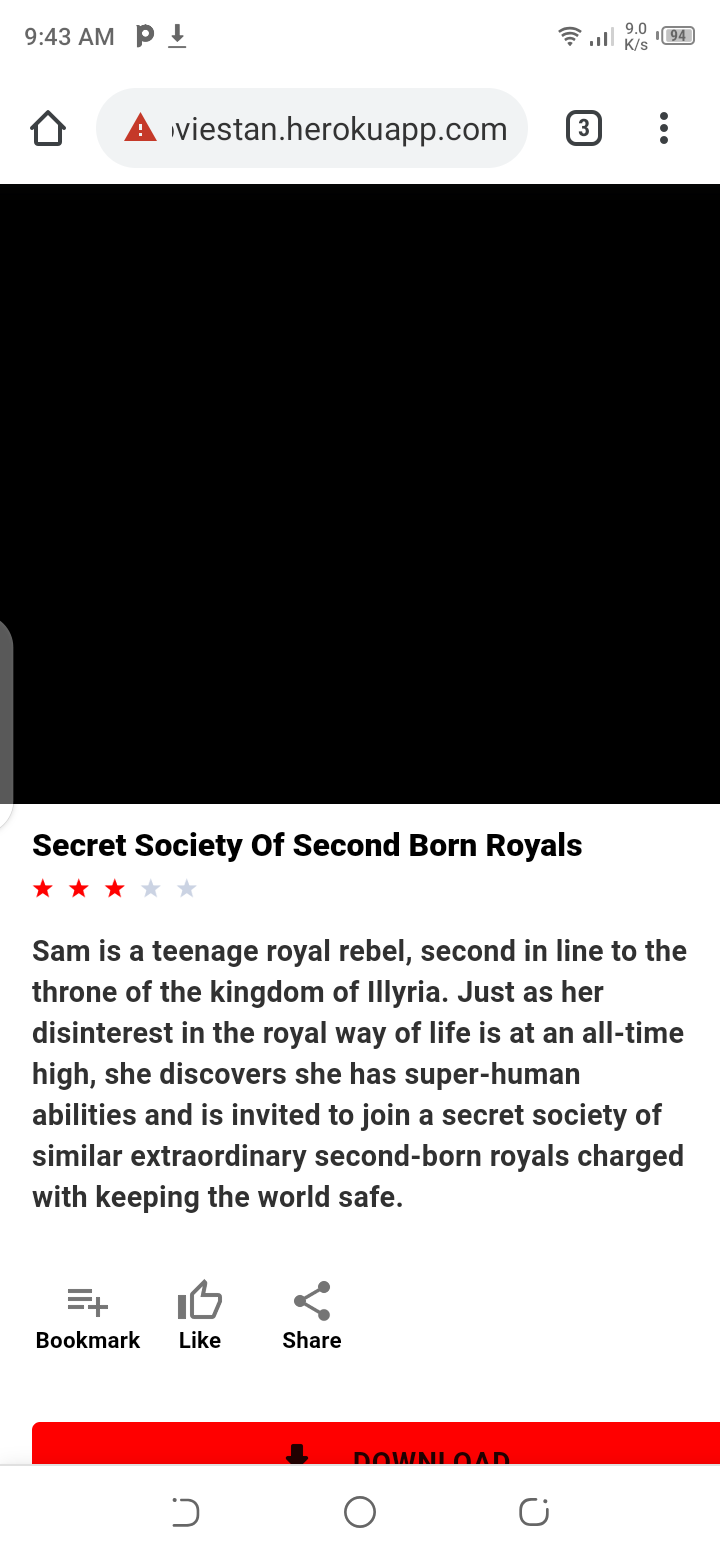 9:43 AM
9.0
K/s
94
viestan.herokuapp.com
3
Secret Society Of Second Born Royals
Sam is a teenage royal rebel, second in line to the
throne of the kingdom of Illyria. Just as her
disinterest in the royal way of life is at an all-time
high, she discovers she has super-human
abilities and is invited to join a secret society of
similar extraordinary second-born royals charged
with keeping the world safe.
Bookmark
Like
Share
DOWNLOAD